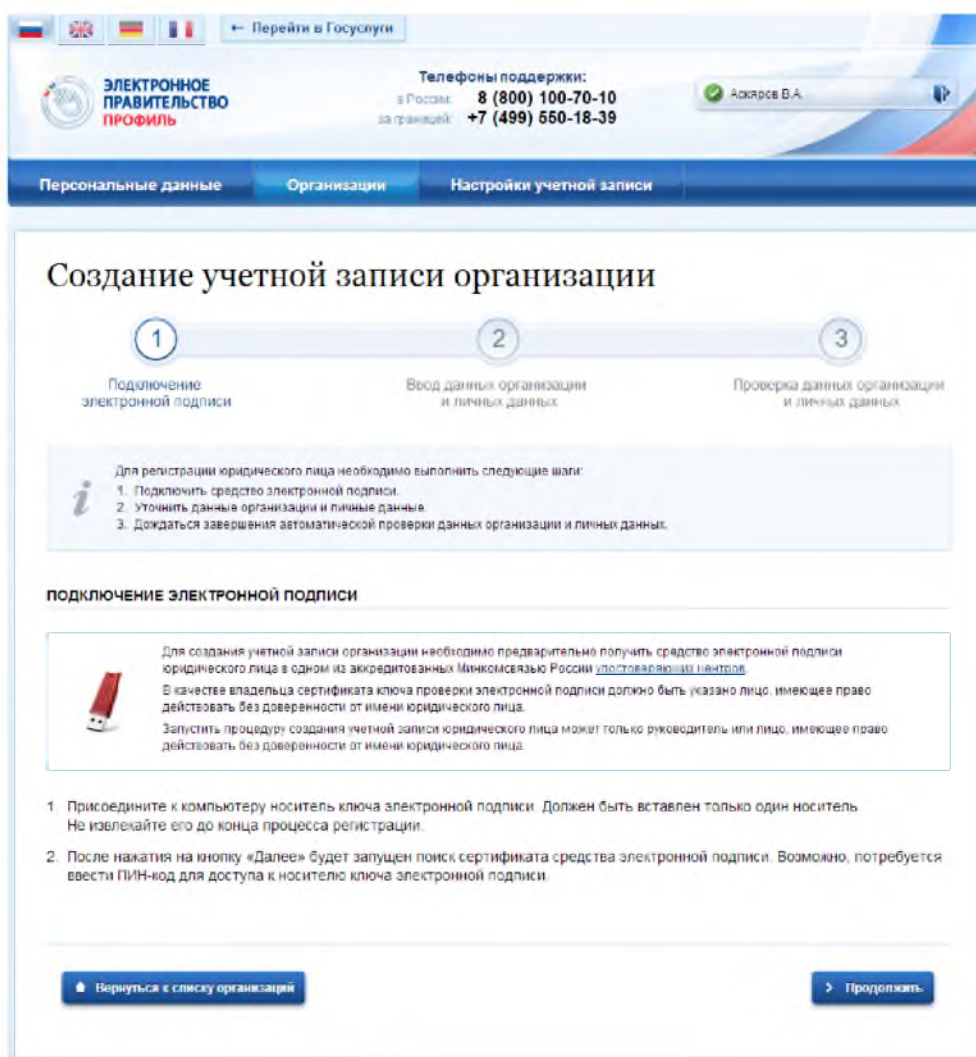 ← Перейти в Госуслуги
ЭЛЕКТРОННОЕ
ПРАВИТЕЛЬСТВО
ПРОФИЛЬ
Телефоны поддержки:
в России: 8 (800) 100-70-10
за границей: +7 (499) 550-18-39
Аскяров В.А.
Персональные данные
Организации
Настройки учетной записи
Создание учетной записи организации
1
2
3
Подключение
электронной подписи
Ввод данных организации
и личных данных
Проверка данных организации
и личных данных
Для регистрации юридического лица необходимо выполнить следующие шаги:
1. Подключить средство электронной подписи.
2. Уточнить данные организации и личные данные.
3. Дождаться завершения автоматической проверки данных организации и личных данных.
ПОДКЛЮЧЕНИЕ ЭЛЕКТРОННОЙ ПОДПИСИ
Для создания учетной записи организации необходимо предварительно получить средство электронной подписи
юридического лица в одном из аккредитованных Минкомсвязью России удостоверяющих центров.
В качестве владельца сертификата ключа проверки электронной подписи должно быть указано лицо, имеющее право
действовать без доверенности от имени юридического лица.
Запустить процедуру создания учетной записи юридического лица может только руководитель или лицо, имеющее право
действовать без доверенности от имени юридического лица.
1. Присоедините к компьютеру носитель ключа электронной подписи. Должен быть вставлен только один носитель.
Не извлекайте его до конца процесса регистрации.
2. После нажатия на кнопку «Далее» будет запущен поиск сертификата средства электронной подписи. Возможно, потребуется
ввести ПИН-код для доступа к носителю ключа электронной подписи.
Вернуться к списку организаций
Продолжить